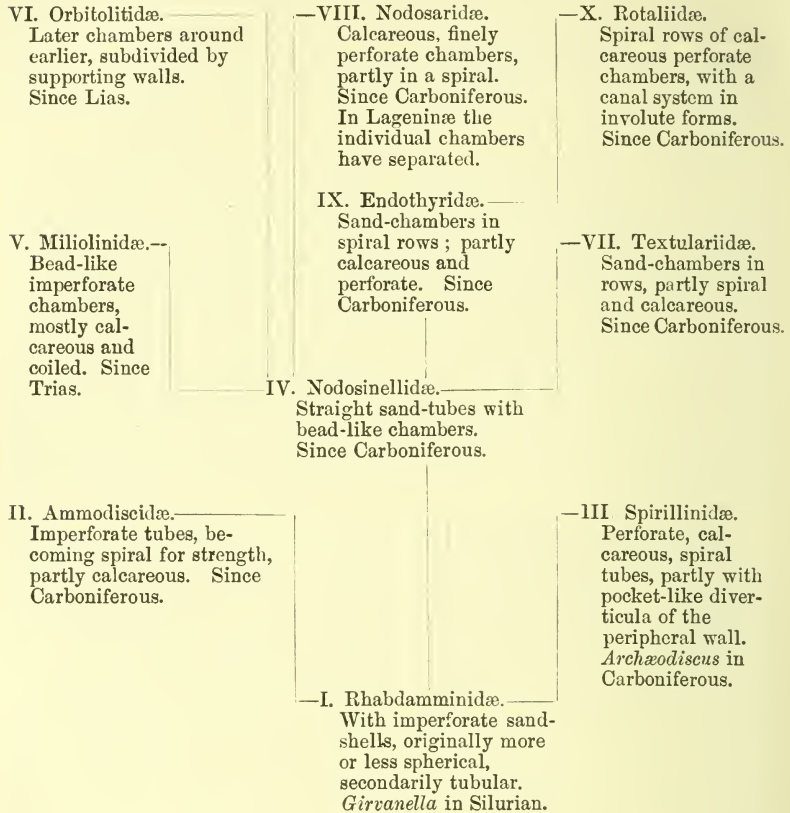 VI. Orbitolitidæ.
Later chambers around
earlier, subdivided by
supporting walls.
Since Lias.
—VIII. Nodosaridæ.
Calcareous, finely
perforate chambers,
partly in a spiral.
Since Carboniferous.
In Lageninæ the
individual chambers
have separated.
—X. Rotaliidæ.
Spiral rows of cal-
careous perforate
chambers, with a
canal system in
involute forms.
Since Carboniferous.
IX. Endothyridæ.—
Sand-chambers in
spiral rows ; partly
calcareous and
perforate. Since
Carboniferous.
V. Miliolinidæ.--
Bead-like
imperforate
chambers,
mostly cal-
careous and
coiled. Since
Trias.
—VII. Textulariidæ.
Sand-chambers in
rows, partly spiral
and calcareous.
Since Carboniferous.
IV. Nodosinellidæ.
Straight sand-tubes with
bead-like chambers.
Since Carboniferous.
II. Ammodiscidæ.
Imperforate tubes, be-
coming spiral for strength,
partly calcareous. Since
Carboniferous.
—III Spirillinidæ.
Perforate, cal-
careous, spiral
tubes, partly with
pocket-like diver-
ticula of the
peripheral wall.
Archæodiscus in
Carboniferous.
—I. Rhabdamminidæ.
With imperforate sand-
shells, originally more
or less spherical,
secondarily tubular.
Girvanella in Silurian.